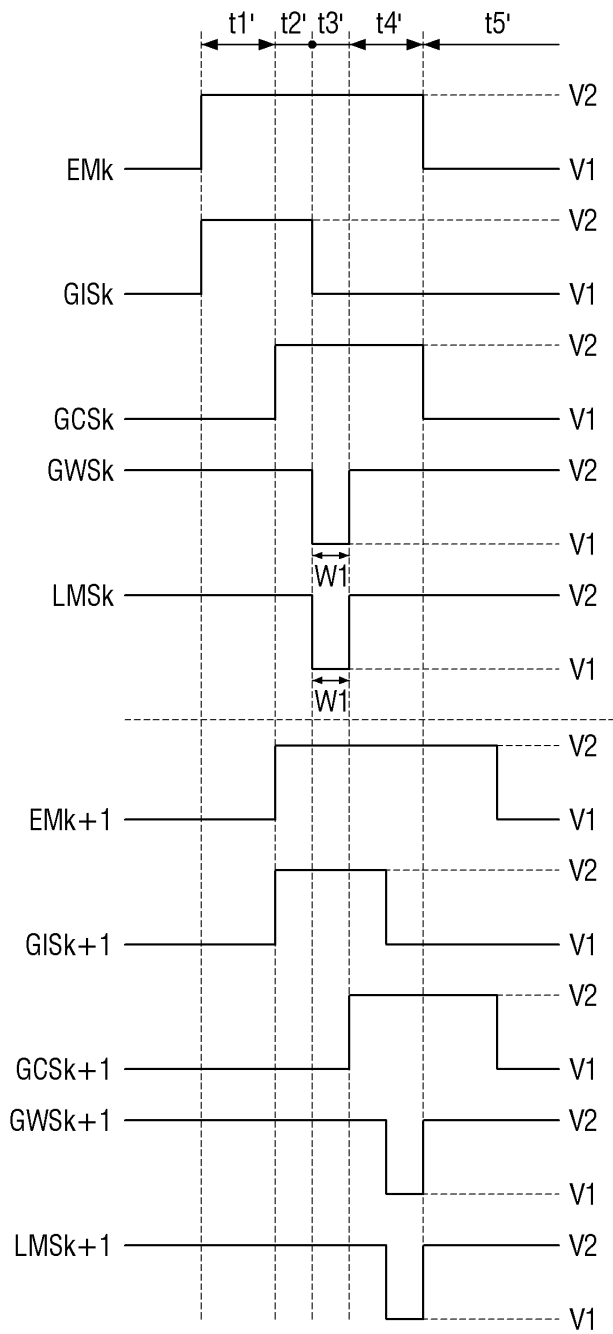 t1' t2' t3' t4' t5'
V2
EMk V1
V2
GISk V1
V2
GCSk V1
GWSk V2
V1
W1
LMSk V2
V1
W1
V2
EMk+1 V1
V2
GISk+1 V1
V2
GCSk+1 V1
GWSk+1 V2
V1
LMSk+1 V2
V1